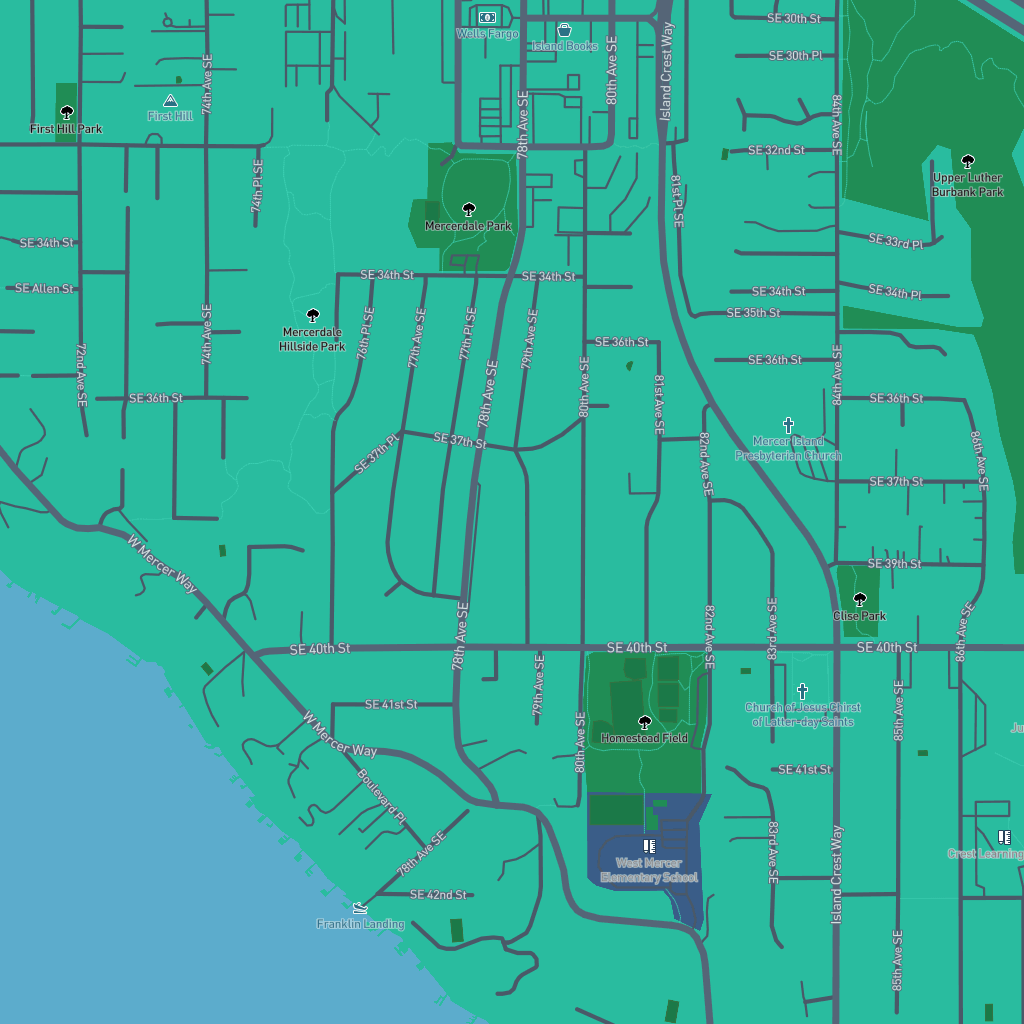 SE 30th St
Wells Fargo
Island Books
SE 30th Pl
74th Ave SE
80th Ave SE
Island Crest Way
First Hill
First Hill Park
78th Ave SE
84th Ave SE
SE 32nd St
74th Pl SE
81st Pl SE
Upper Luther
Burbank Park
Mercerdale Park
SE 34th St
SE 33rd Pl
SE 34th St
SE 34th St
SE Allen St
SE 34th St
SE 34th Pl
SE 35th St
Mercerdale
Hillside Park
74th Ave SE
76th Pl SE
77th Ave SE
77th Pl SE
79th Ave SE
SE 36th St
SE 36th St
72nd Ave SE
78th Ave SE
80th Ave SE
81st Ave SE
84th Ave SE
SE 36th St
SE 36th St
SE 37th Pl
SE 37th St
82nd Ave SE
Mercer Island
Presbyterian Church
86th Ave SE
SE 37th St
W Mercer Way
SE 39th St
Clise Park
78th Ave SE
82nd Ave SE
83rd Ave SE
86th Ave SE
SE 40th St
SE 40th St
SE 40th St
79th Ave SE
85th Ave SE
SE 41st St
Church of Jesus Chirst
of Latter-day Saints
W Mercer Way
80th Ave SE
Homestead Field
Ju
SE 41st St
Boulevard Pl
78th Ave SE
83rd Ave SE
Island Crest Way
Crest Learning
West Mercer
Elementary School
SE 42nd St
Franklin Landing
85th Ave SE